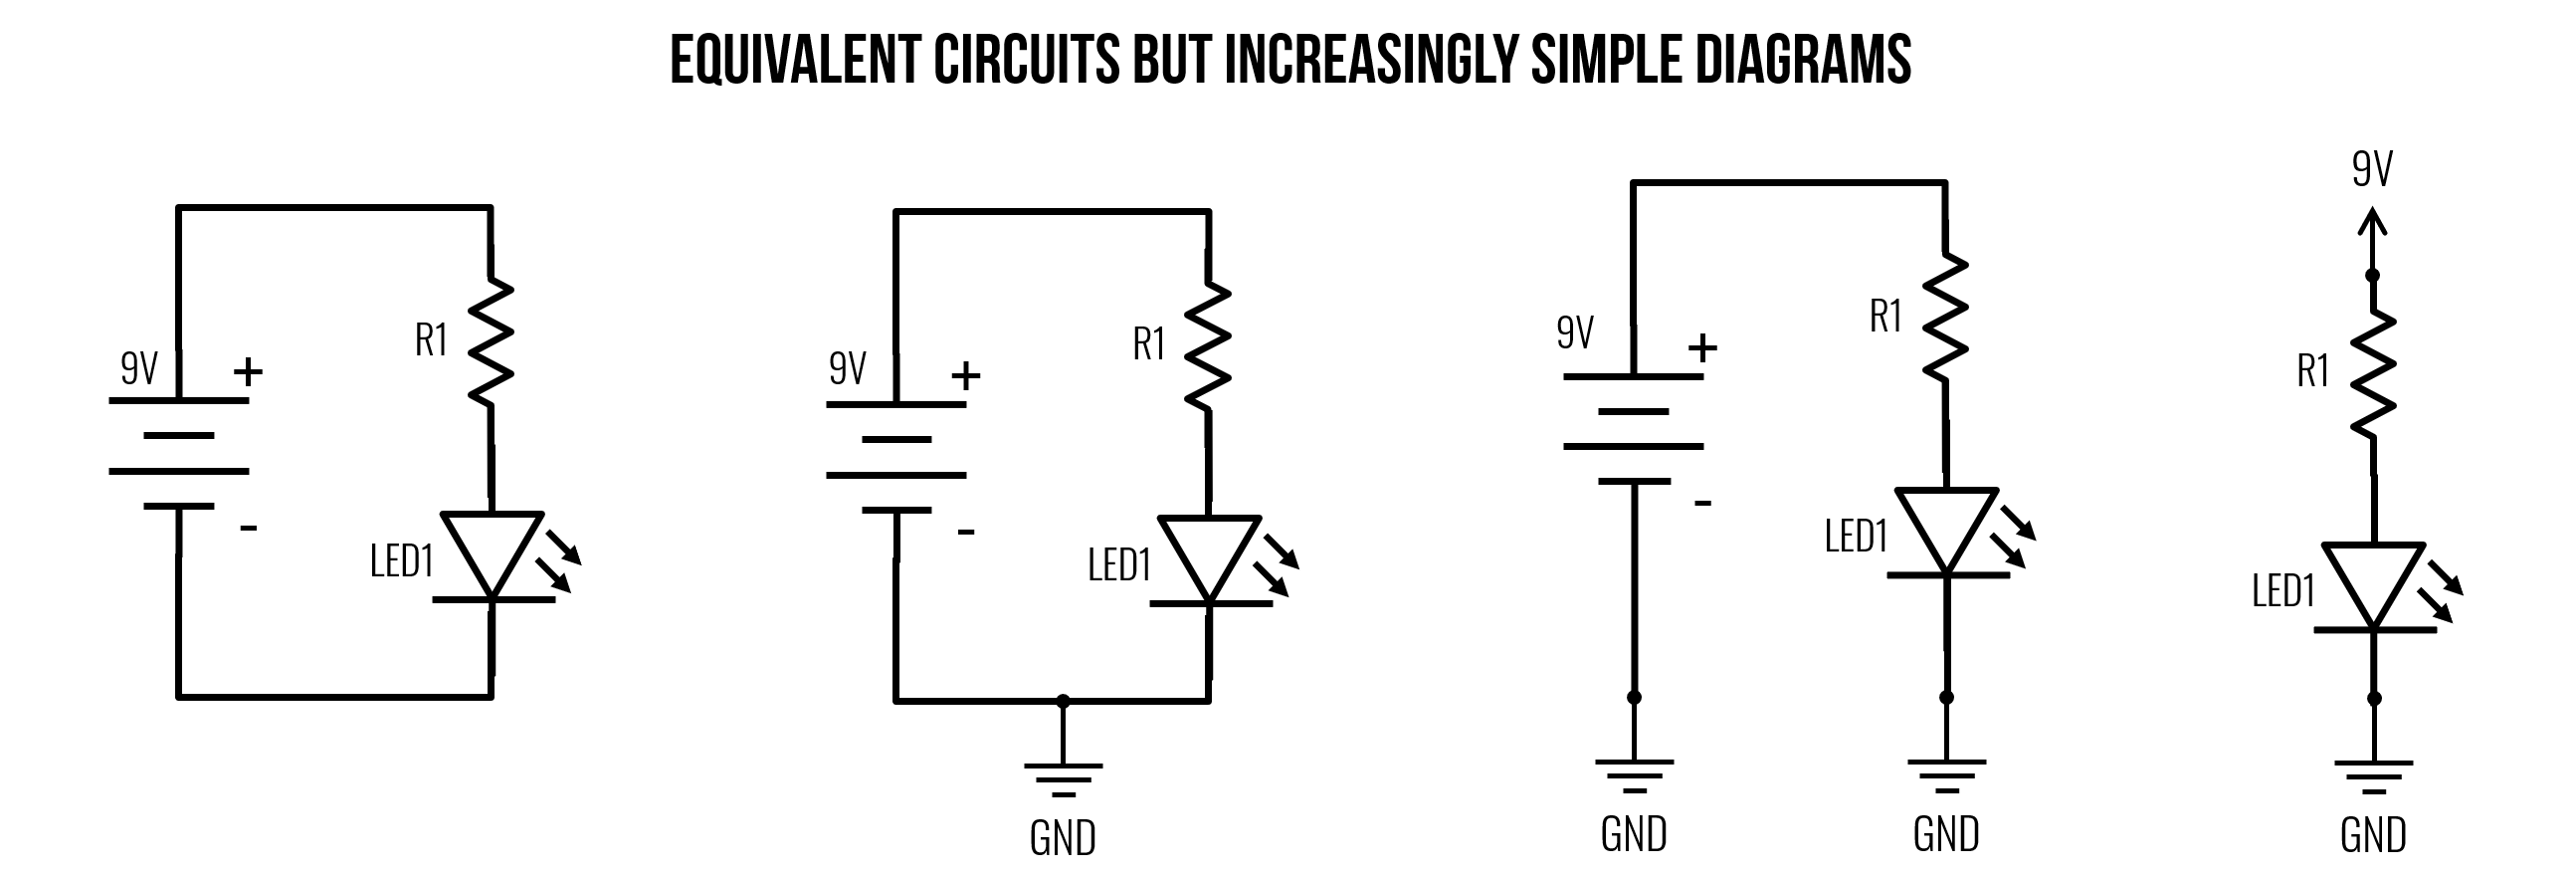 EQUIVALENT CIRCUITS BUT INCREASINGLY SIMPLE DIAGRAMS
9V
+
-
R1
LED1
9V
+
-
R1
LED1
GND
9V
+
-
R1
LED1
GND
GND
9V
R1
LED1
GND